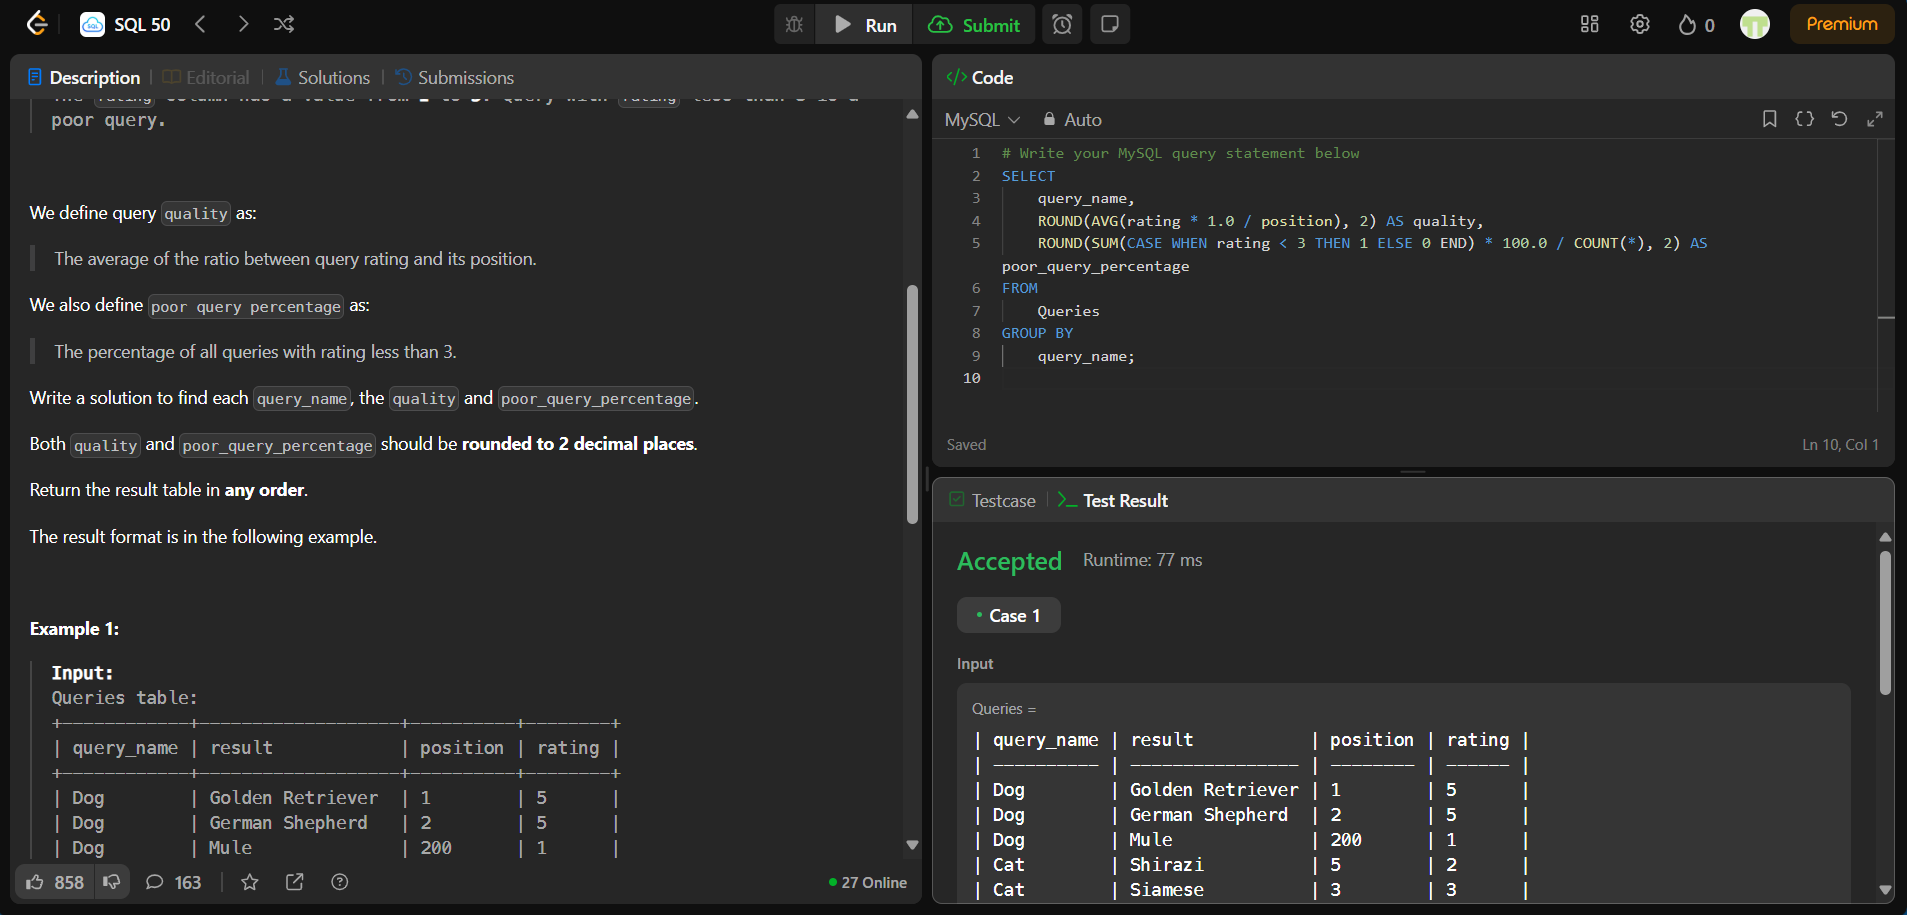 SQL 50
Run
Submit
0
Premium
Description
Editorial
Solutions
Submissions
poor query.
We define query quality as:
The average of the ratio between query rating and its position.
We also define poor query percentage as:
The percentage of all queries with rating less than 3.
Write a solution to find each query_name, the quality and poor_query_percentage.
Both quality and poor_query_percentage should be rounded to 2 decimal places.
Return the result table in any order.
The result format is in the following example.
Example 1:
Input:
Queries table:
+------------+-------------------+----------+--------+
| query_name | result            | position | rating |
+------------+-------------------+----------+--------+
| Dog        | Golden Retriever  | 1        | 5      |
| Dog        | German Shepherd   | 2        | 5      |
| Dog        | Mule              | 200      | 1      |
858
163
27 Online
</> Code
MySQL
Auto
1 # Write your MySQL query statement below
2 SELECT
3     query_name,
4     ROUND(AVG(rating * 1.0 / position), 2) AS quality,
5     ROUND(SUM(CASE WHEN rating < 3 THEN 1 ELSE 0 END) * 100.0 / COUNT(*), 2) AS
poor_query_percentage
6 FROM
7     Queries
8 GROUP BY
9     query_name;
10
Saved
Ln 10, Col 1
Testcase
Test Result
Accepted
Runtime: 77 ms
Case 1
Input
Queries =
| query_name | result           | position | rating |
| ---------- | ---------------- | -------- | ------ |
| Dog        | Golden Retriever | 1        | 5      |
| Dog        | German Shepherd  | 2        | 5      |
| Dog        | Mule             | 200      | 1      |
| Cat        | Shirazi          | 5        | 2      |
| Cat        | Siamese          | 3        | 3      |